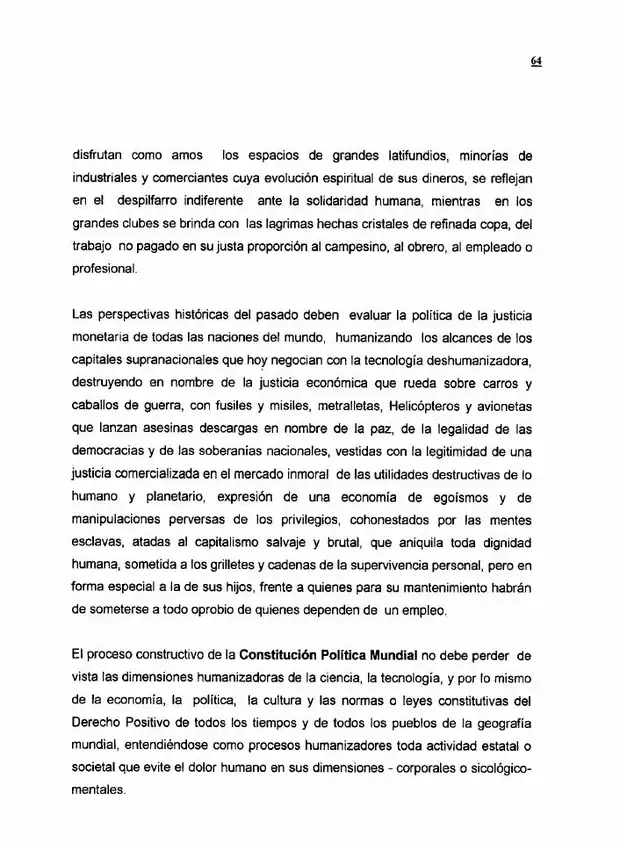 64
disfrutan como amos los espacios de grandes latifundios, minorías de
industriales y comerciantes cuya evolución espiritual de sus dineros, se reflejan
en el despilfarro indiferente ante la solidaridad humana, mientras en los
grandes clubes se brinda con las lagrimas hechas cristales de refinada copa, del
trabajo no pagado en su justa proporción al campesino, al obrero, al empleado o
profesional.
Las perspectivas históricas del pasado deben evaluar la política de la justicia
monetaria de todas las naciones del mundo, humanizando los alcances de los
capitales supranacionales que hoy negocian con la tecnología deshumanizadora,
destruyendo en nombre de la justicia económica que rueda sobre carros y
caballos de guerra, con fusiles y misiles, metralletas, Helicópteros y avionetas
que lanzan asesinas descargas en nombre de la paz, de la legalidad de las
democracias y de las soberanías nacionales, vestidas con la legitimidad de una
justicia comercializada en el mercado inmoral de las utilidades destructivas de lo
humano y planetario, expresión de una economía de egoísmos y de
manipulaciones perversas de los privilegios, cohonestados por las mentes
esclavas, atadas al capitalismo salvaje y brutal, que aniquila toda dignidad
humana, sometida a los grilletes y cadenas de la supervivencia personal, pero en
forma especial a la de sus hijos, frente a quienes para su mantenimiento habrán
de someterse a todo oprobio de quienes dependen de un empleo.
El proceso constructivo de la Constitución Política Mundial no debe perder de
vista las dimensiones humanizadoras de la ciencia, la tecnología, y por lo mismo
de la economía, la política, la cultura y las normas o leyes constitutivas del
Derecho Positivo de todos los tiempos y de todos los pueblos de la geografía
mundial, entendiéndose como procesos humanizadores toda actividad estatal o
societal que evite el dolor humano en sus dimensiones - corporales o sicológico-
mentales.